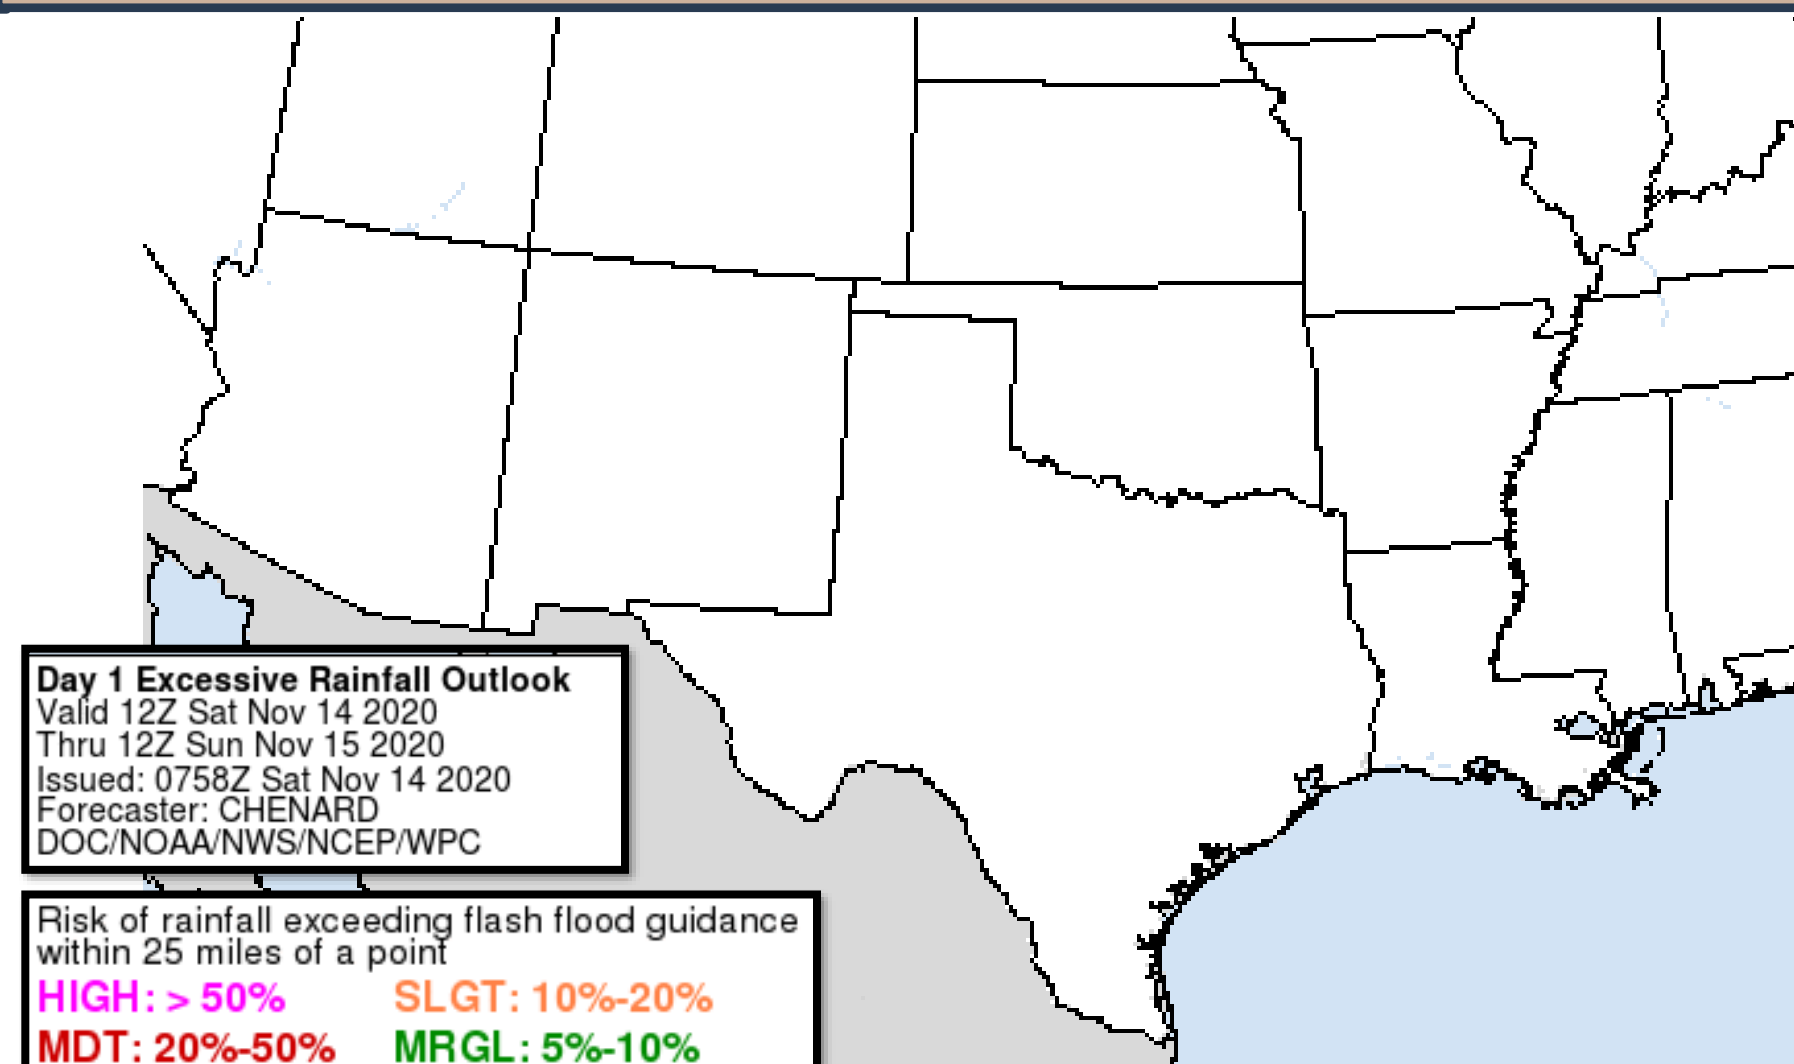 Day 1 Excessive Rainfall Outlook
Valid 12Z Sat Nov 14 2020
Thru 12Z Sun Nov 15 2020
Issued: 0758Z Sat Nov 14 2020
Forecaster: CHENARD
DOC/NOAA/NWS/NCEP/WPC
Risk of rainfall exceeding flash flood guidance
within 25 miles of a point
HIGH: > 50% SLGT: 10%-20%
MDT: 20%-50% MRGL: 5%-10%